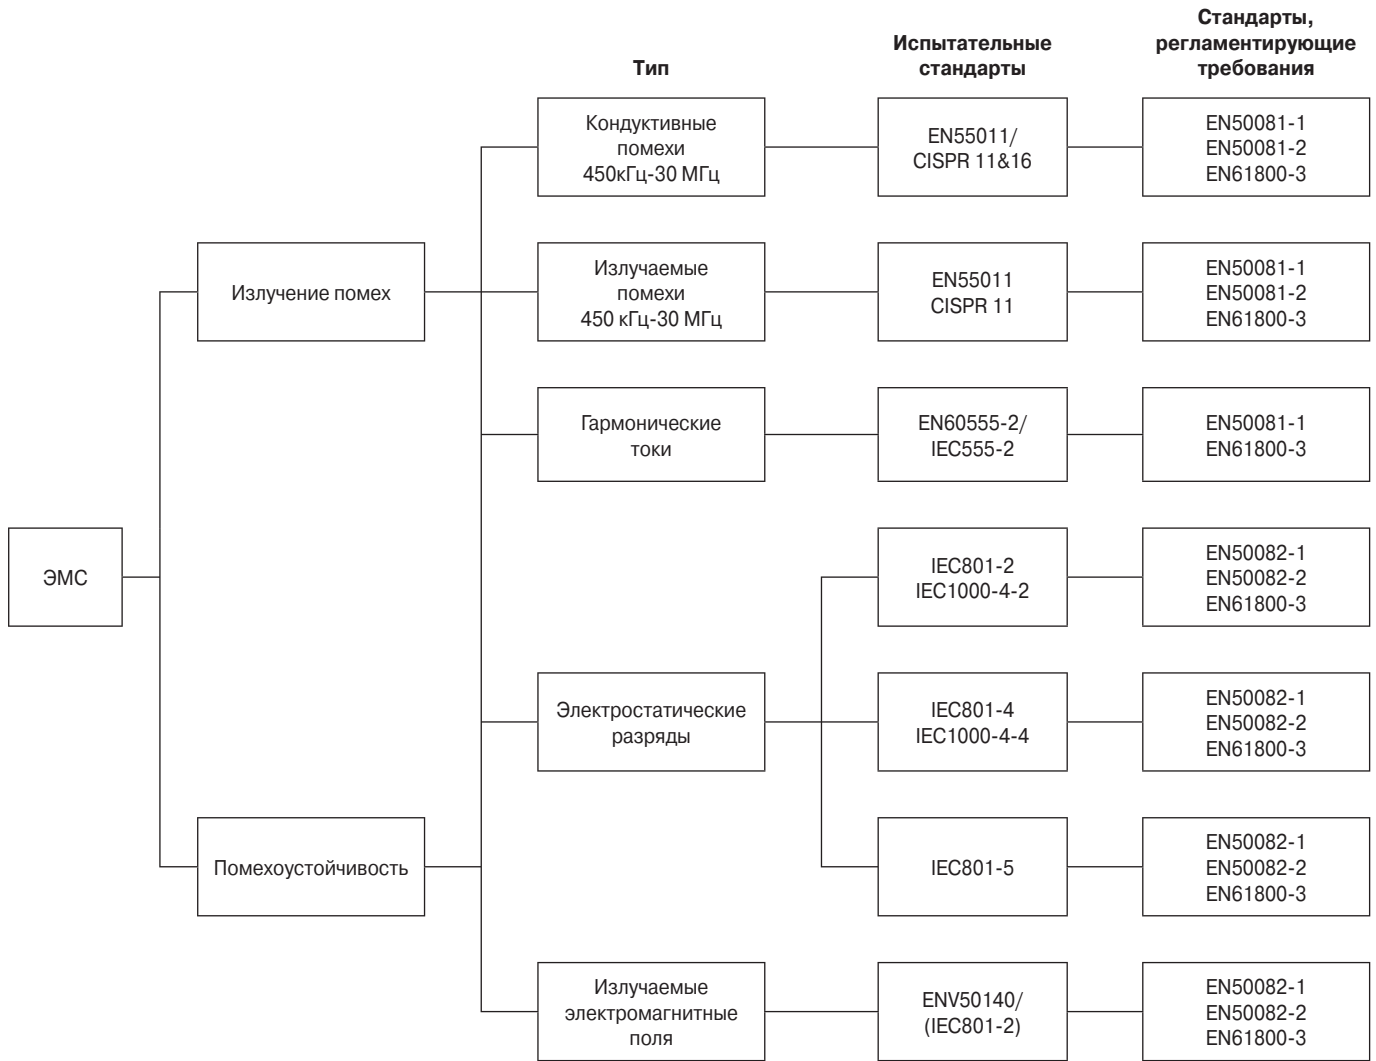 Тип
Испытательные
стандарты
Стандарты,
регламентирующие
требования
Кондуктивные
помехи
450кГц-30 МГц
EN55011/
CISPR 11&16
EN50081-1
EN50081-2
EN61800-3
Излучение помех
Излучаемые
помехи
450 кГц-30 МГц
EN55011
CISPR 11
EN50081-1
EN50081-2
EN61800-3
Гармонические
токи
EN60555-2/
IEC555-2
EN50081-1
EN61800-3
ЭМС
IEC801-2
IEC1000-4-2
EN50082-1
EN50082-2
EN61800-3
Электростатические
разряды
IEC801-4
IEC1000-4-4
EN50082-1
EN50082-2
EN61800-3
Помехоустойчивость
IEC801-5
EN50082-1
EN50082-2
EN61800-3
Излучаемые
электромагнитные
поля
ENV50140/
(IEC801-2)
EN50082-1
EN50082-2
EN61800-3